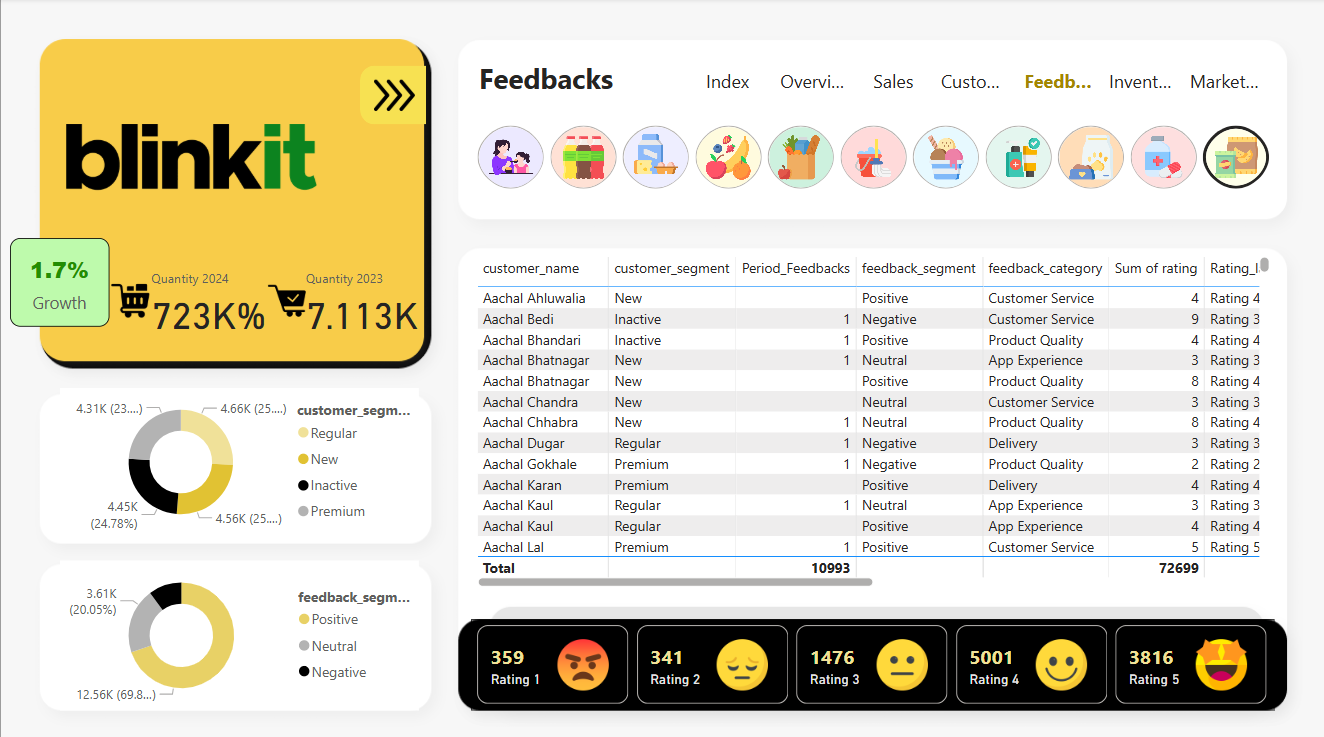 blinkit
1.7%
Growth
Quantity 2024
723K%
Quantity 2023
7.113K
Feedbacks
Index Overvi... Sales Custo... Feedb... Invent... Market...
customer_name customer_segment Period_Feedbacks feedback_segment feedback_category Sum of rating Rating_l
Aachal Ahluwalia New Positive Customer Service 4 Rating 4
Aachal Bedi Inactive 1 Negative Customer Service 9 Rating 3
Aachal Bhandari Inactive 1 Positive Product Quality 4 Rating 4
Aachal Bhatnagar New 1 Neutral App Experience 3 Rating 3
Aachal Bhatnagar New Positive Product Quality 8 Rating 4
Aachal Chandra New Neutral Customer Service 3 Rating 3
Aachal Chhabra New 1 Neutral Product Quality 8 Rating 4
Aachal Dugar Regular 1 Negative Delivery 3 Rating 3
Aachal Gokhale Premium 1 Negative Product Quality 2 Rating 2
Aachal Karan Premium Positive Delivery 4 Rating 4
Aachal Kaul Regular 1 Neutral App Experience 3 Rating 3
Aachal Kaul Regular Positive App Experience 4 Rating 4
Aachal Lal Premium 1 Positive Customer Service 5 Rating 5
Total 10993 72699
4.31K (23....)
4.66K (25....)
4.45K
(24.78%)
4.56K (25....)
customer_segm...
Regular
New
Inactive
Premium
3.61K
(20.05%)
12.56K (69.8...)
feedback_segm...
Positive
Neutral
Negative
359
Rating 1
341
Rating 2
1476
Rating 3
5001
Rating 4
3816
Rating 5